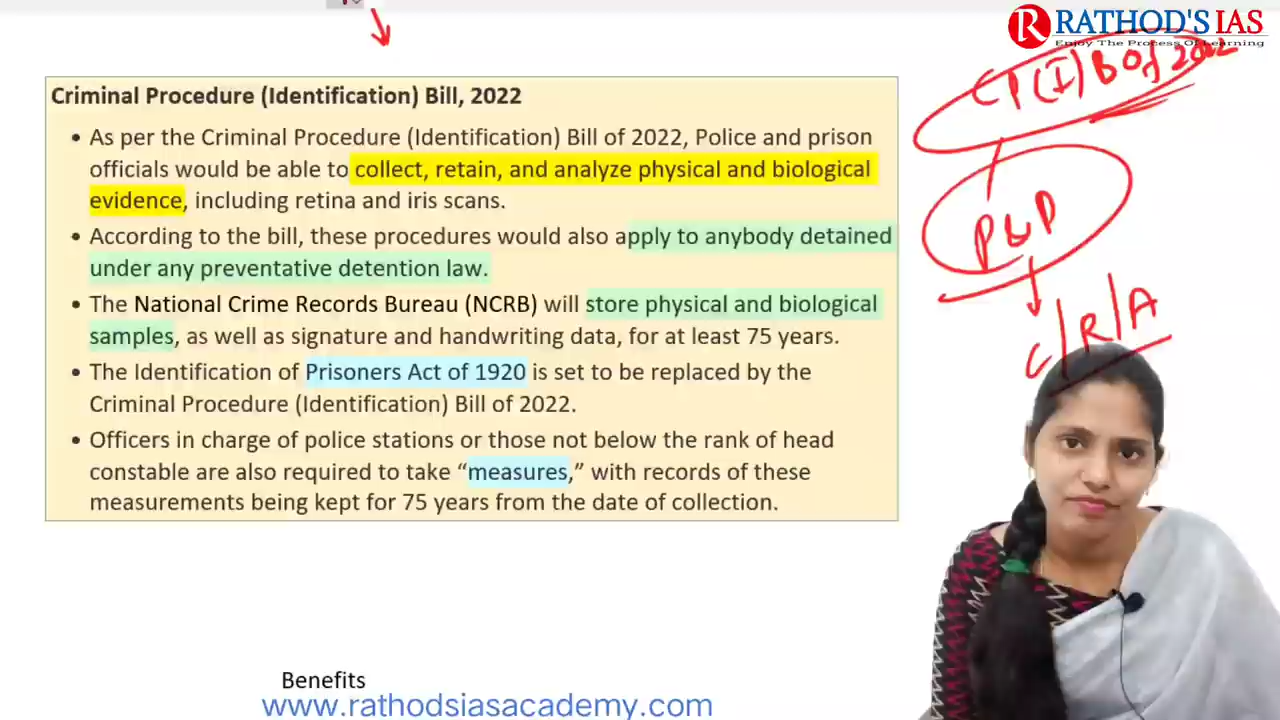 RATHOD'S IAS
Enjoy The Process Of Learning
CP(I) B Of 2022
Criminal Procedure (Identification) Bill, 2022
• As per the Criminal Procedure (Identification) Bill of 2022, Police and prison
officials would be able to collect, retain, and analyze physical and biological
evidence, including retina and iris scans.
• According to the bill, these procedures would also apply to anybody detained
under any preventative detention law.
P & P
• The National Crime Records Bureau (NCRB) will store physical and biological
samples, as well as signature and handwriting data, for at least 75 years.
C/R/A
• The Identification of Prisoners Act of 1920 is set to be replaced by the
Criminal Procedure (Identification) Bill of 2022.
• Officers in charge of police stations or those not below the rank of head
constable are also required to take “measures,” with records of these
measurements being kept for 75 years from the date of collection.
Benefits
www.rathodsiasacademy.com